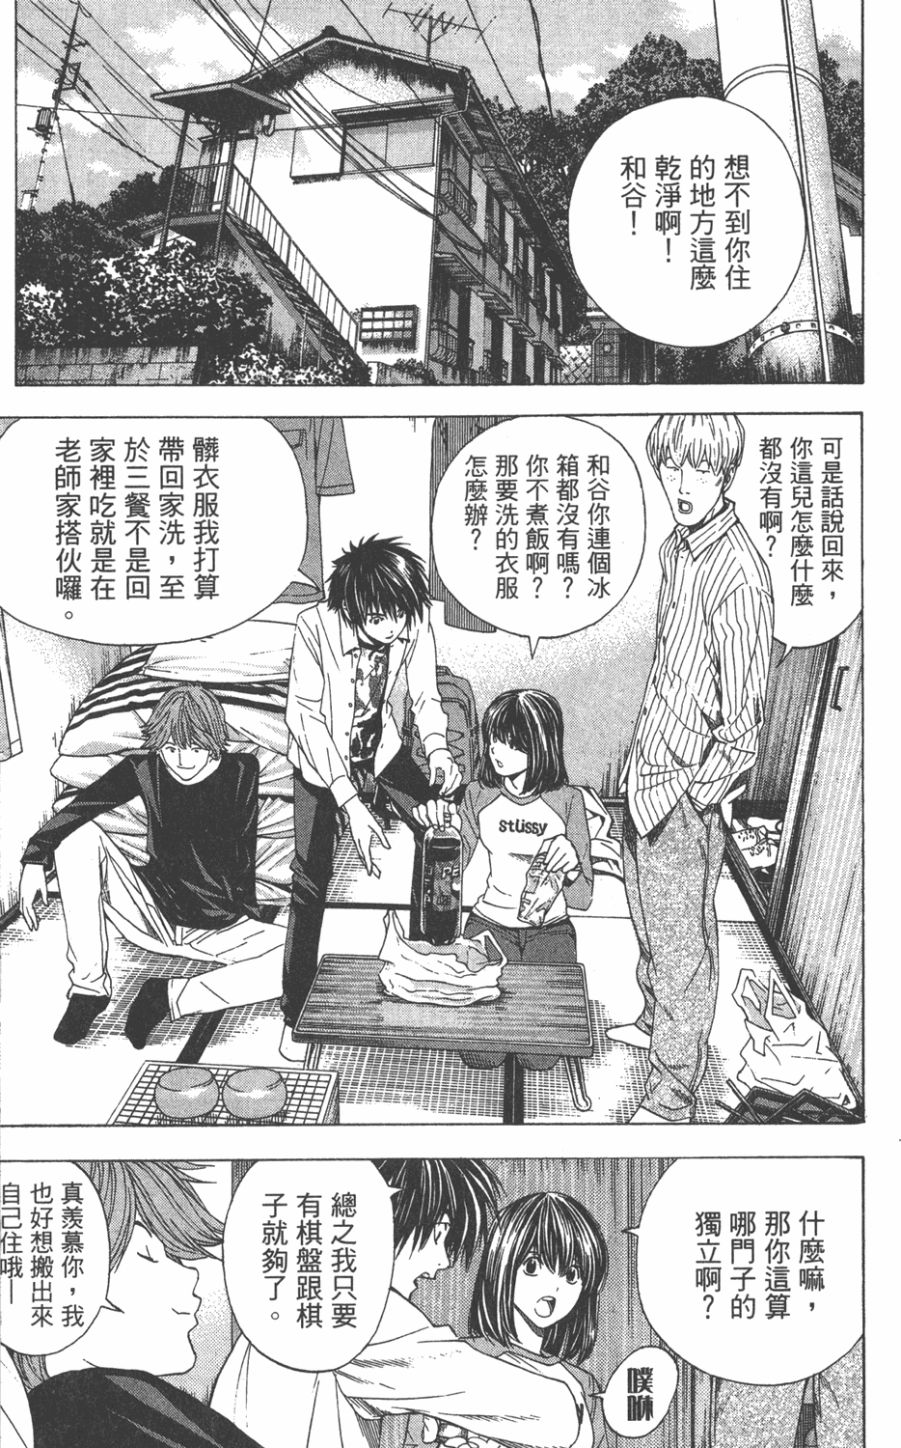 想不到你住
的地方這麼
乾淨啊！
和谷！
可是話說回來，
你這兒怎麼什麼
都沒有啊？
和谷你連個冰
箱都沒有嗎？
你不煮飯啊？
那要洗的衣服
怎麼辦？
髒衣服我打算
帶回家洗，至
於三餐不是回
家裡吃就是在
老師家搭伙囉。
stüssy
PE
什麼嘛，
那你這算
哪門子的
獨立啊？
噗咻
總之我只要
有棋盤跟棋
子就夠了。
真羨慕你，我
也好想搬出來
自己住哦—